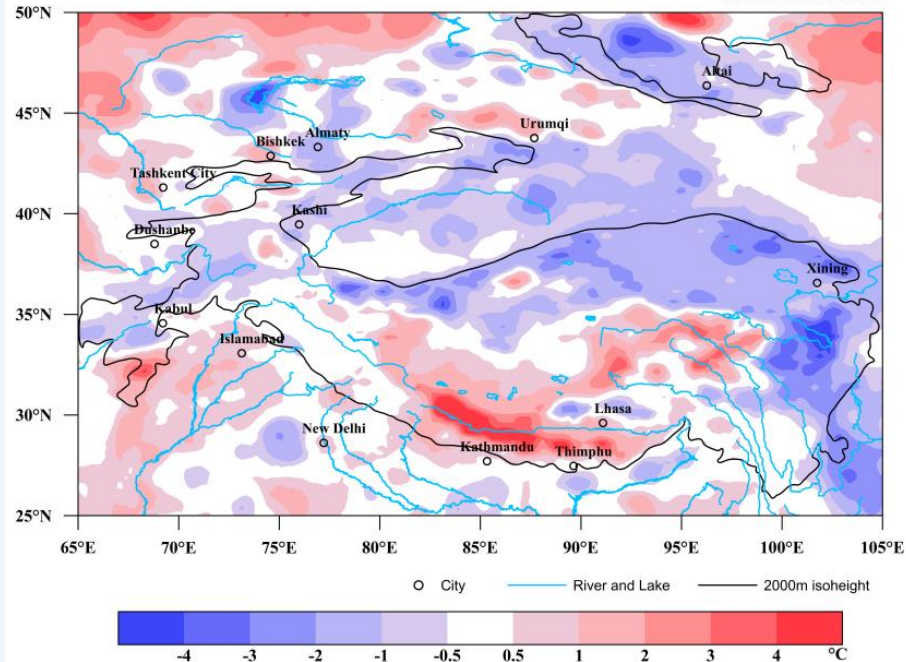 50°N
45°N
40°N
35°N
30°N
25°N
Altai
Urumqi
Almaty
Bishkek
Tashkent City
Kashi
Dushanbe
Xining
Kabul
Islamabad
Lhasa
New Delhi
Kathmandu
Thimphu
65°E 70°E 75°E 80°E 85°E 90°E 95°E 100°E 105°E
City River and Lake 2000m isoheight
-4 -3 -2 -1 -0.5 0.5 1 2 3 4 °C